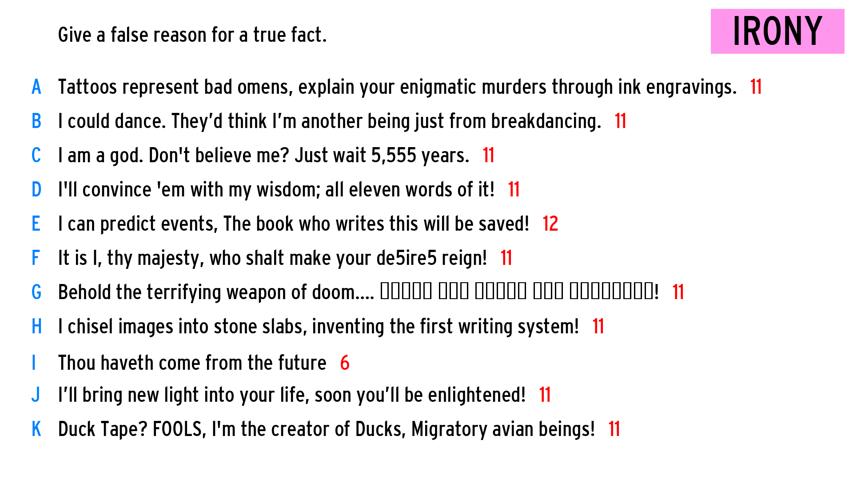 Give a false reason for a true fact.
IRONY
A Tattoos represent bad omens, explain your enigmatic murders through ink engravings. 11
B I could dance. They'd think I'm another being just from breakdancing. 11
C I am a god. Don't believe me? Just wait 5,555 years. 11
D I'll convince 'em with my wisdom; all eleven words of it! 11
E I can predict events, The book who writes this will be saved! 12
F It is I, thy majesty, who shalt make your de5ire5 reign! 11
G Behold the terrifying weapon of doom.... ▯▯▯▯▯ ▯▯▯ ▯▯▯▯▯ ▯▯▯ ▯▯▯▯▯▯▯▯! 11
H I chisel images into stone slabs, inventing the first writing system! 11
I Thou haveth come from the future 6
J I'll bring new light into your life, soon you'll be enlightened! 11
K Duck Tape? FOOLS, I'm the creator of Ducks, Migratory avian beings! 11